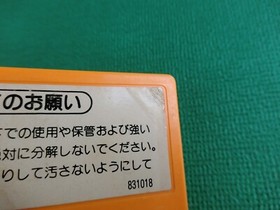 のお願い
での使用や保管および強い
対に分解しないでください。
りして汚さないようにして
831018